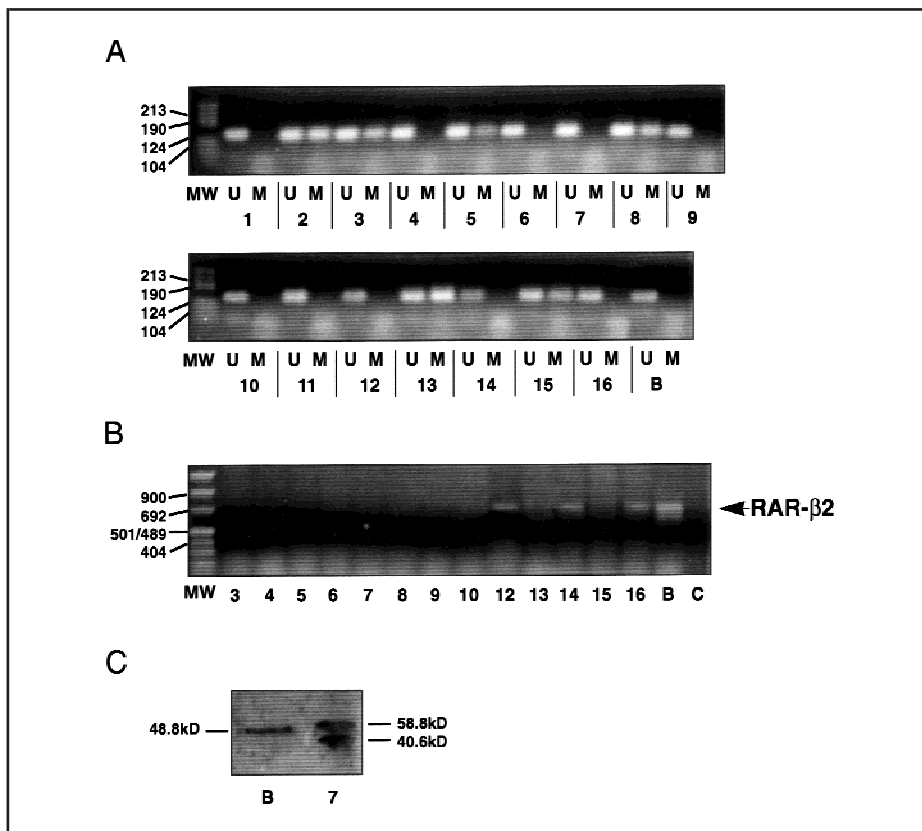 A
213
190
124
104
MW U M U M U M U M U M U M U M U M U M
1 2 3 4 5 6 7 8 9
213
190
124
104
MW U M U M U M U M U M U M U M U M
10 11 12 13 14 15 16 B
B
900
692
501/489
404
RAR-β2
MW 3 4 5 6 7 8 9 10 12 13 14 15 16 B C
C
48.8kD
58.8kD
40.6kD
B 7